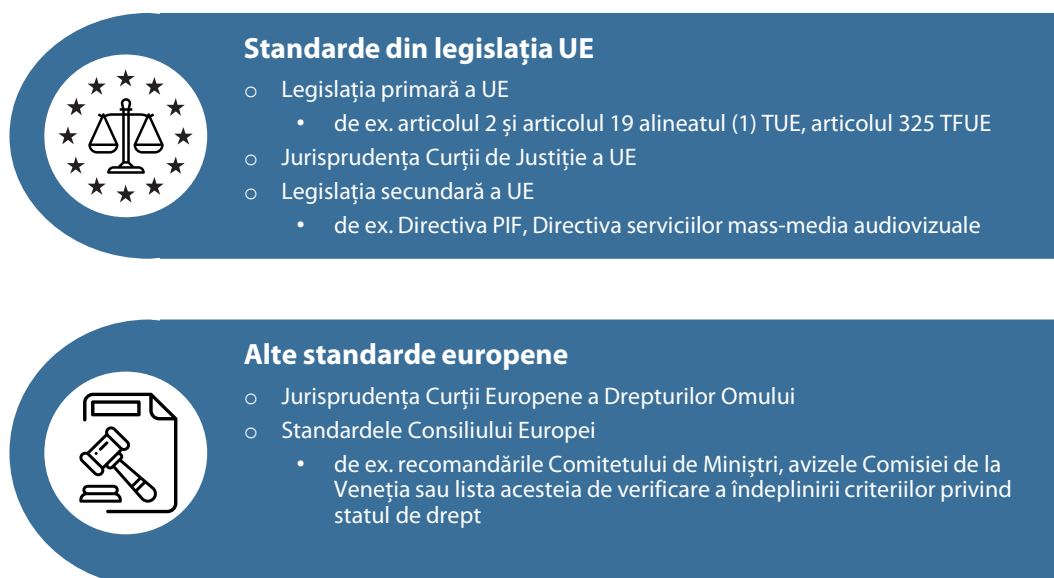 Standarde din legislația UE
o Legislația primară a UE
• de ex. articolul 2 și articolul 19 alineatul (1) TUE, articolul 325 TFUE
o Jurisprudența Curții de Justiție a UE
o Legislația secundară a UE
• de ex. Directiva PIF, Directiva serviciilor mass-media audiovizuale
Alte standarde europene
o Jurisprudența Curții Europene a Drepturilor Omului
o Standardele Consiliului Europei
• de ex. recomandările Comitetului de Miniștri, avizele Comisiei de la
Veneția sau lista acesteia de verificare a îndeplinirii criteriilor privind
statul de drept